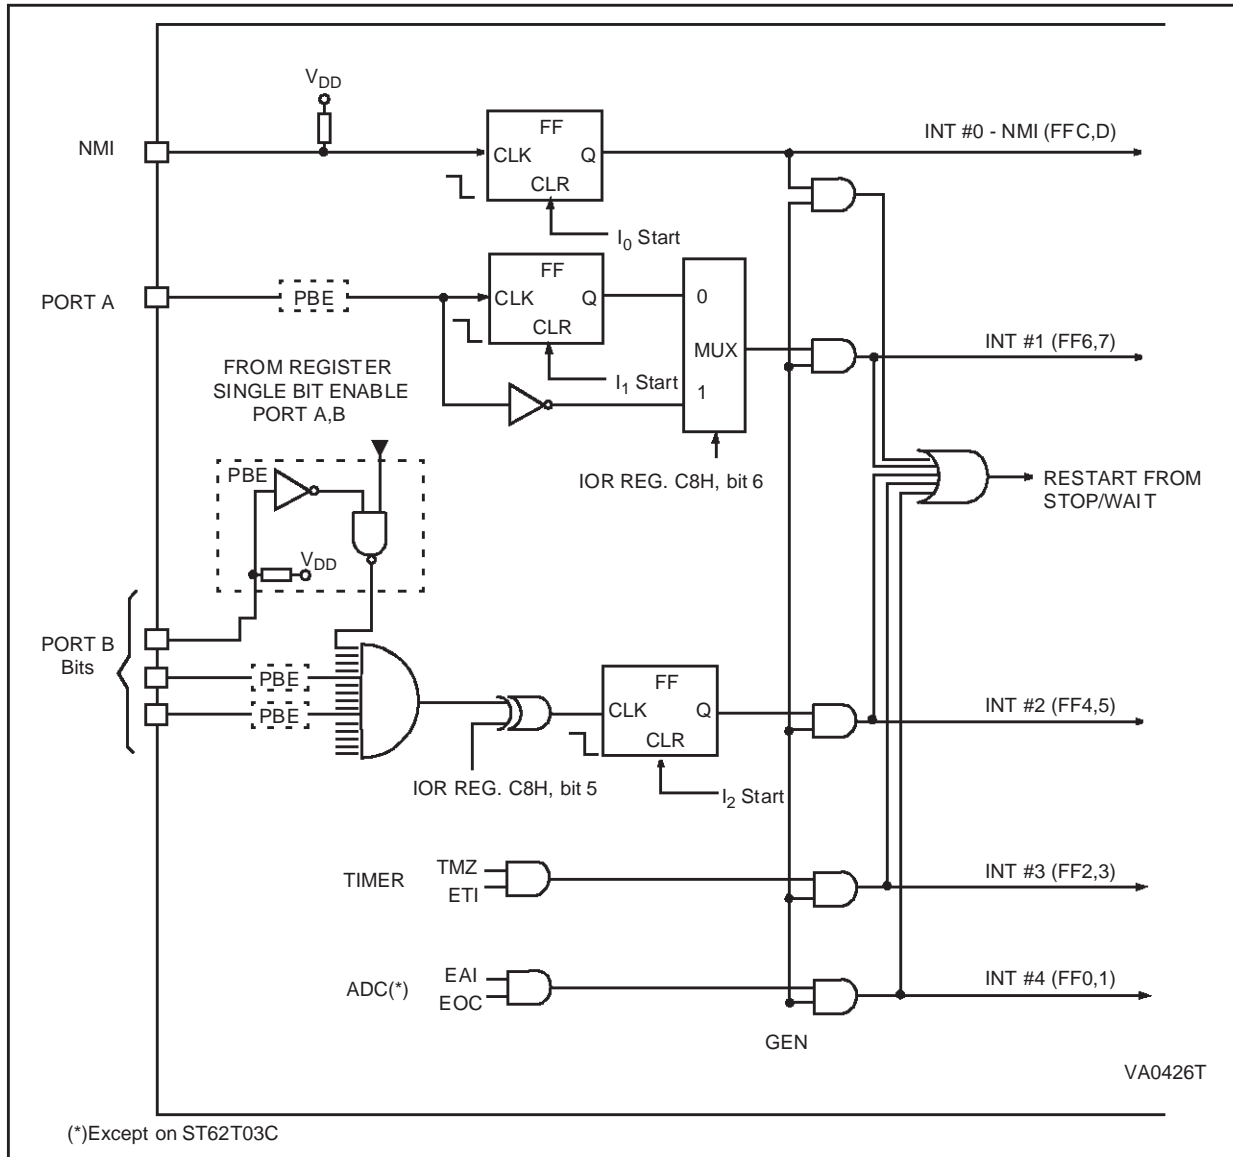 VDD
NMI
FF
CLK Q
CLR
I0 Start
INT #0 - NMI (FFC,D)
PORT A
PBE
FF
CLK Q
CLR
I1 Start
0
MUX
1
INT #1 (FF6,7)
FROM REGISTER
SINGLE BIT ENABLE
PORT A,B
IOR REG. C8H, bit 6
RESTART FROM
STOP/WAIT
PBE
VDD
PORT B
Bits
PBE
PBE
FF
CLK Q
CLR
IOR REG. C8H, bit 5
I2 Start
INT #2 (FF4,5)
TIMER
TMZ
ETI
INT #3 (FF2,3)
ADC(*)
EAI
EOC
INT #4 (FF0,1)
GEN
VA0426T
(*)Except on ST62T03C